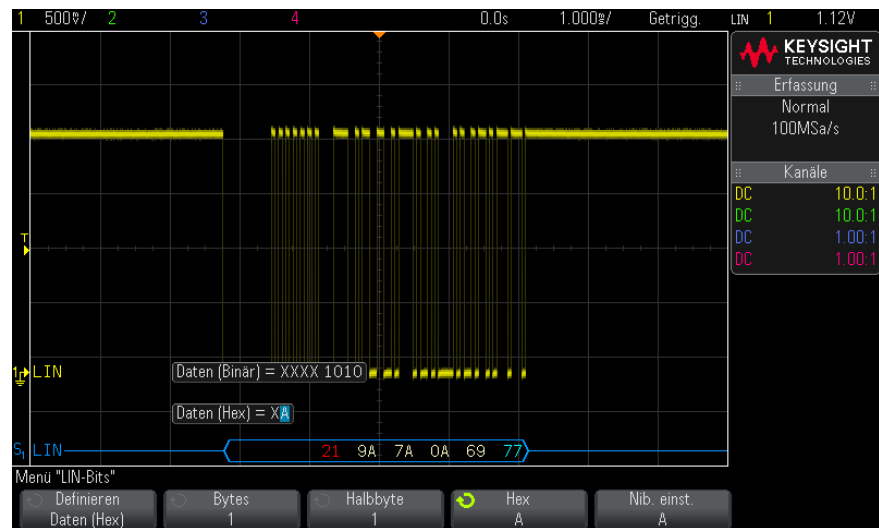 1 500mV/ 2 3 4 0.0s 1.000ms/ Getrigg. LIN 1 1.12V
KEYSIGHT
TECHNOLOGIES
Erfassung
Normal
100MSa/s
Kanäle
DC 10.0:1
DC 10.0:1
DC 1.00:1
DC 1.00:1
T
1 LIN
Daten (Binär) = XXXX 1010
Daten (Hex) = XA
S1 LIN 21 9A 7A 0A 69 77
Menü "LIN-Bits"
Definieren Bytes Halbbyte Hex Nib. einst.
Daten (Hex) 1 1 A A